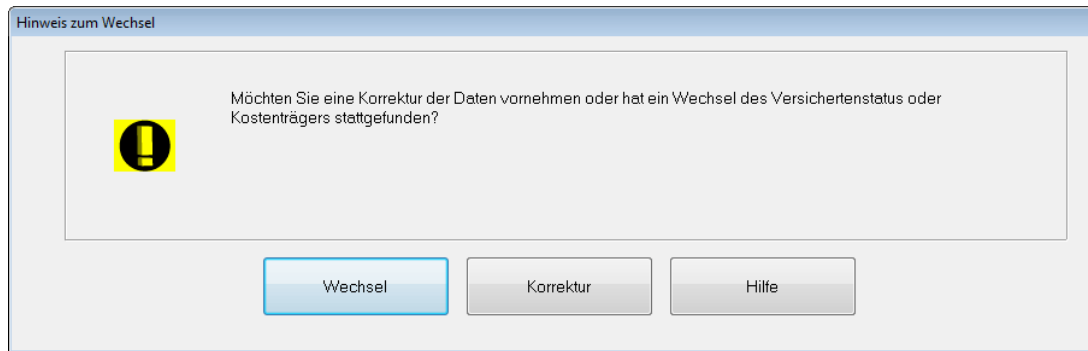 Hinweis zum Wechsel
Möchten Sie eine Korrektur der Daten vornehmen oder hat ein Wechsel des Versichertenstatus oder
Kostenträgers stattgefunden?
Wechsel
Korrektur
Hilfe